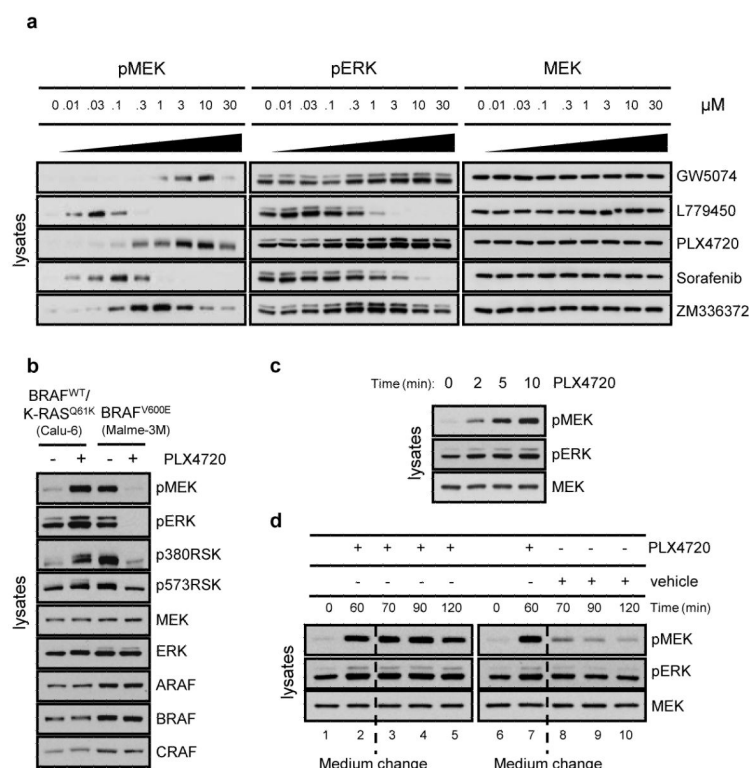 a
pMEK pERK MEK
0 .01 .03 .1 .3 1 3 10 30 0 .01 .03 .1 .3 1 3 10 30 0 .01 .03 .1 .3 1 3 10 30 µM
lysates
GW5074
L779450
PLX4720
Sorafenib
ZM336372
b
BRAFWT/
K-RASQ61K BRAFV600E
(Calu-6) (Malme-3M)
- + - + PLX4720
lysates
pMEK
pERK
p380RSK
p573RSK
MEK
ERK
ARAF
BRAF
CRAF
c
Time (min): 0 2 5 10 PLX4720
lysates
pMEK
pERK
MEK
d
+ + + + + - - - PLX4720
- - - - - + + + vehicle
0 60 70 90 120 0 60 70 90 120 Time (min)
lysates
pMEK
pERK
MEK
1 2 3 4 5 6 7 8 9 10
Medium change Medium change